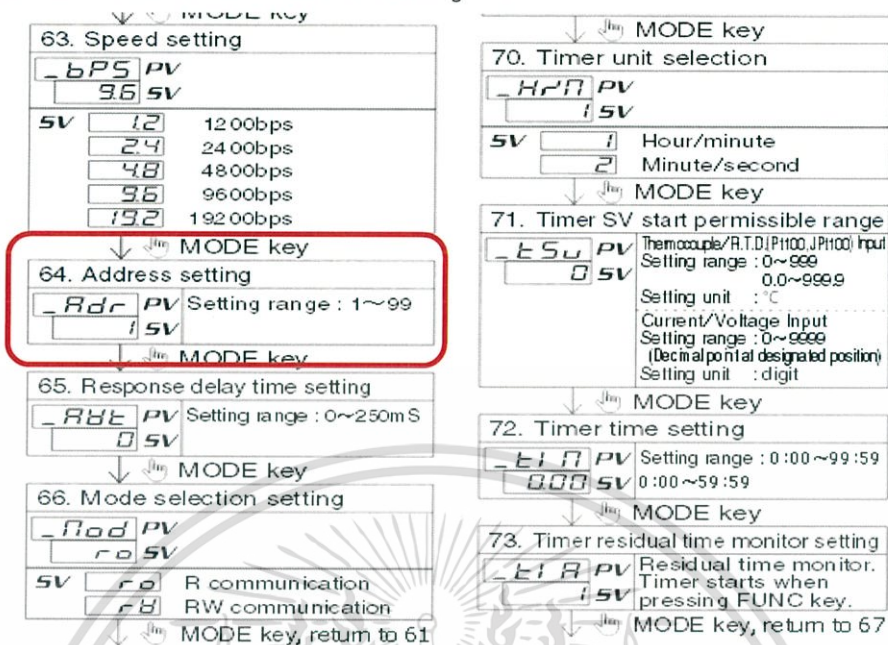 MODE key
63. Speed setting
_bPS PV
9.6 SV
SV 1.2 1200bps
2.4 2400bps
4.8 4800bps
9.6 9600bps
19.2 19200bps
MODE key
64. Address setting
_Adr PV Setting range : 1~99
1 SV
MODE key
65. Response delay time setting
_AWt PV Setting range : 0~250mS
0 SV
MODE key
66. Mode selection setting
_Mod PV
ro SV
SV ro R communication
rW RW communication
MODE key, return to 61
MODE key
70. Timer unit selection
_H/M PV
1 SV
SV 1 Hour/minute
2 Minute/second
MODE key
71. Timer SV start permissible range
_tSv PV Thermocouple/R.T.D.(Pt100,JPt100) Input
0 SV Setting range : 0~999
0.0~999.9
Setting unit : °C
Current/Voltage Input
Setting range : 0~9999
(Decimal point at designated position)
Setting unit : digit
MODE key
72. Timer time setting
_tIM PV Setting range : 0:00~99:59
0.00 SV 0:00~59:59
MODE key
73. Timer residual time monitor setting
_tIA PV Residual time monitor.
1 SV Timer starts when
pressing FUNC key.
MODE key, return to 67